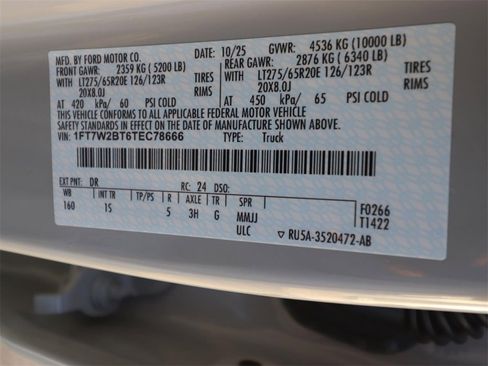 MFD. BY FORD MOTOR CO.
10/25 GVWR: 4536 KG (10000 LB)
FRONT GAWR: 2359 KG (5200 LB) REAR GAWR: 2876 KG (6340 LB)
WITH LT275/65R20E 126/123R TIRES WITH LT275/65R20E 126/123R TIRES
20X8.0J RIMS 20X8.0J RIMS
AT 420 kPa/ 60 PSI COLD AT 450 kPa/ 65 PSI COLD
THIS VEHICLE CONFORMS TO ALL APPLICABLE FEDERAL MOTOR VEHICLE
SAFETY STANDARDS IN EFFECT ON THE DATE OF MANUFACTURE SHOWN ABOVE
VIN: 1FT7W2BT6TEC78666 TYPE: Truck
EXT PNT: DR RC: 24 DSO:
WB INT TR TP/PS R AXLE TR SPR F0266
160 1S 5 3H G MMJJ T1422
ULC ▽ RU5A-3520472-AB